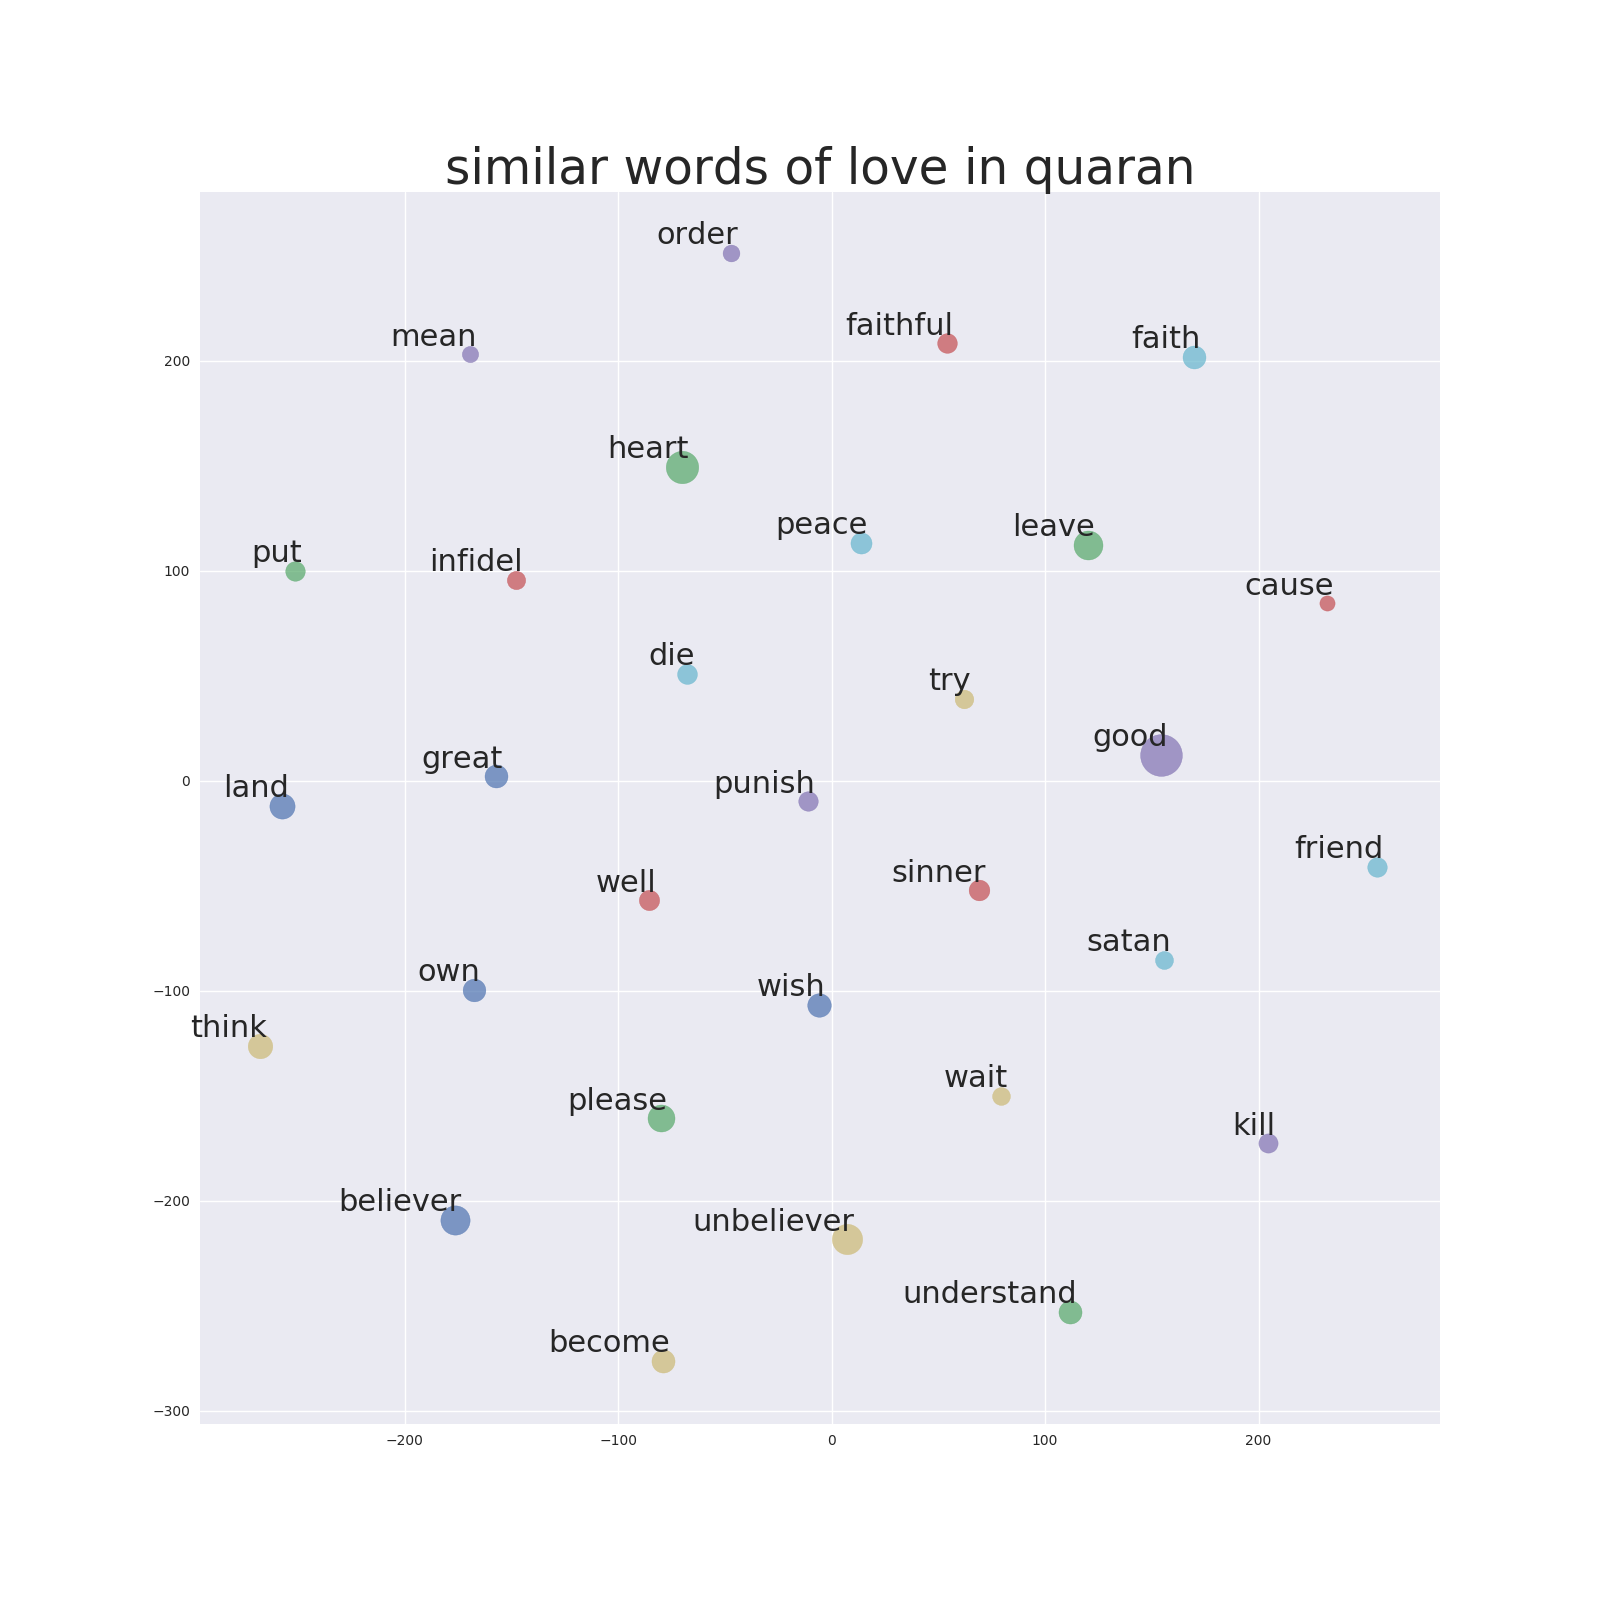 similar words of love in quaran
order
faithful
mean
faith
heart
peace
leave
put
infidel
cause
die
try
good
great
land
punish
friend
sinner
well
satan
own
wish
think
wait
please
kill
believer
unbeliever
understand
become
200
100
0
−100
−200
−300
−200
−100
0
100
200